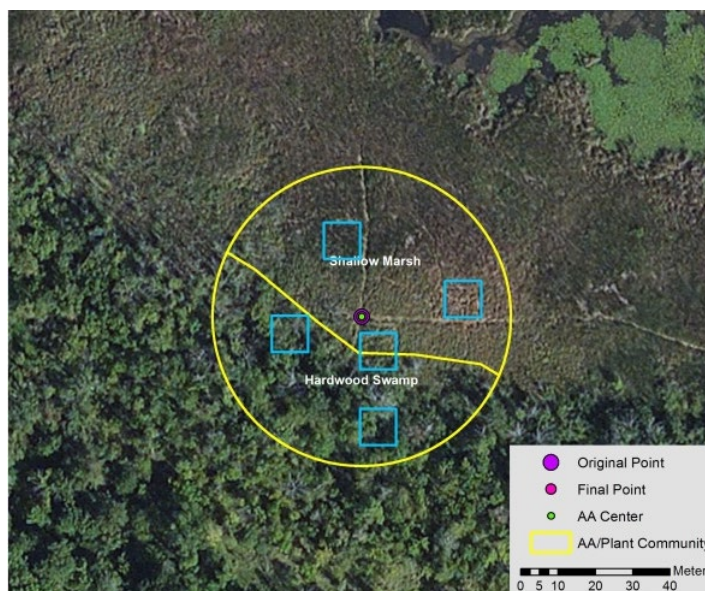 Shallow Marsh
Hardwood Swamp
Original Point
Final Point
AA Center
AA/Plant Community
Meter
0 5 10 20 30 40